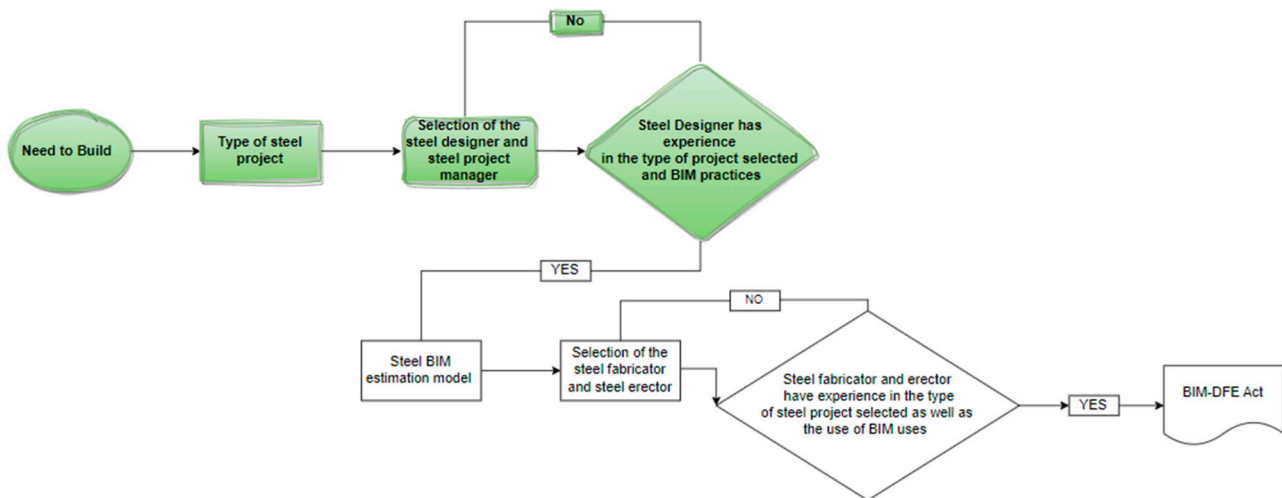 No
Need to Build
Type of steel
project
Selection of the
steel designer and
steel project
manager
Steel Designer has
experience
in the type of project selected
and BIM practices
YES
NO
Steel BIM
estimation model
Selection of the
steel fabricator
and steel erector
Steel fabricator and erector
have experience in the type
of steel project selected as well as
the use of BIM uses
YES
BIM-DFE Act